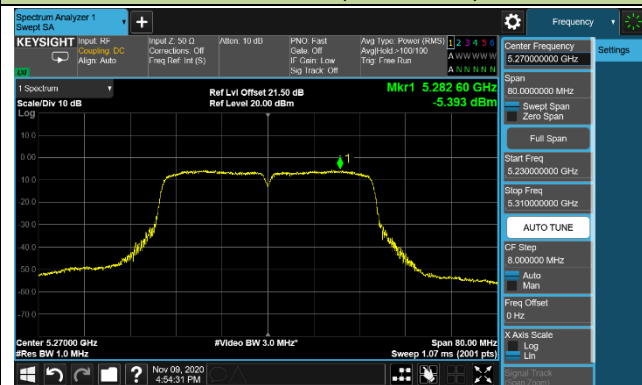 Spectrum Analyzer 1
Swept SA
+
Frequency
KEYSIGHT
Input: RF
Coupling: DC
Align: Auto
Input Z: 50 Ω
Corrections: Off
Freq Ref: Int (S)
Atten: 10 dB
PNO: Fast
Gate: Off
IF Gain: Low
Sig Track: Off
Avg Type: Power (RMS)
Avg|Hold:>100/100
Trig: Free Run
1 2 3 4 5 6
A W W W W W
A N N N N N
LXI
Center Frequency
5.270000000 GHz
Settings
Span
80.0000000 MHz
Swept Span
Zero Span
Full Span
Start Freq
5.230000000 GHz
Stop Freq
5.310000000 GHz
AUTO TUNE
CF Step
8.000000 MHz
Auto
Man
Freq Offset
0 Hz
X Axis Scale
Log
Lin
Signal Track
(Span Zoom)
1 Spectrum
Scale/Div 10 dB
Log
Ref Lvl Offset 21.50 dB
Ref Level 20.00 dBm
Mkr1 5.282 60 GHz
-5.393 dBm
10.0
0.00
1
-10.0
-20.0
-30.0
-40.0
-50.0
-60.0
-70.0
Center 5.27000 GHz
#Res BW 1.0 MHz
#Video BW 3.0 MHz*
Span 80.00 MHz
Sweep 1.07 ms (2001 pts)
?
Nov 09, 2020
4:54:31 PM